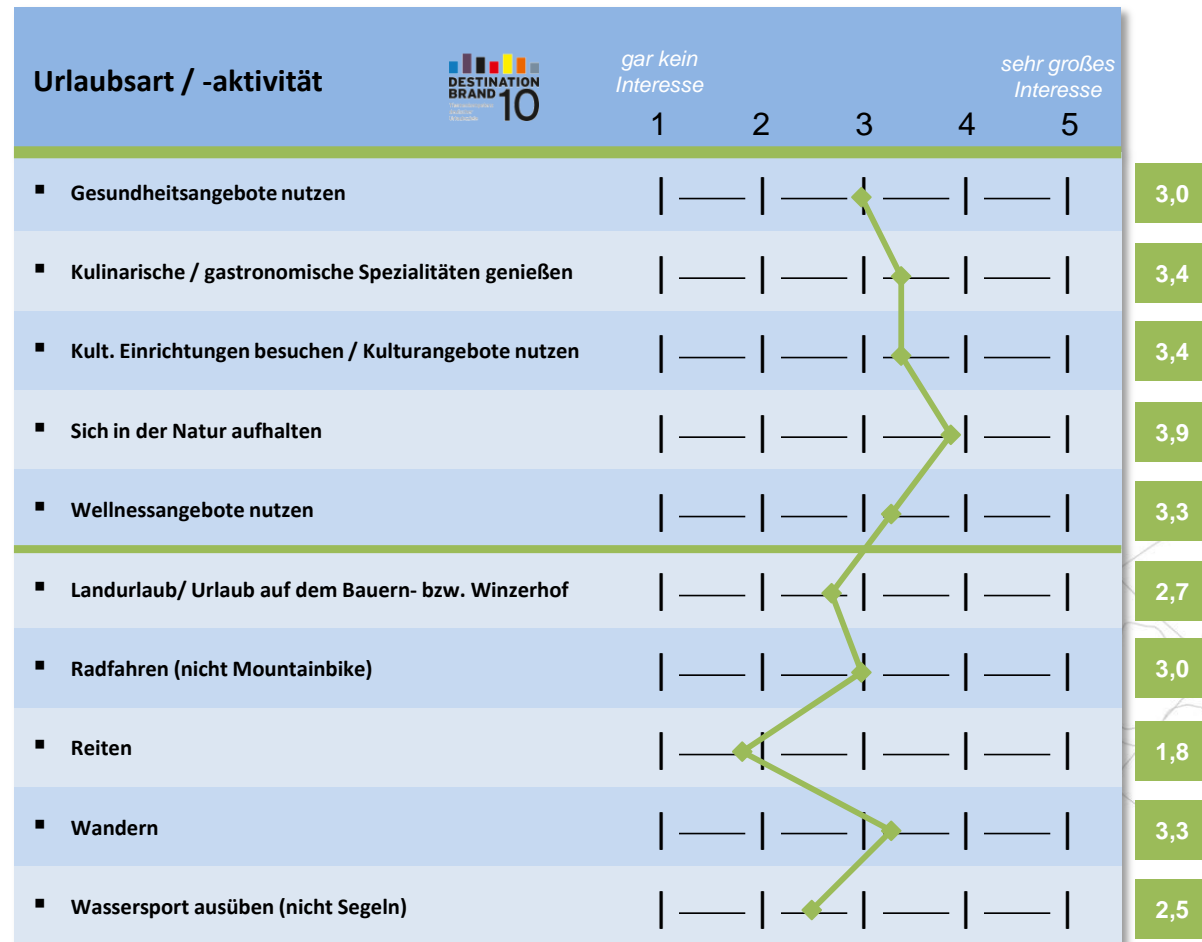 Urlaubsart / -aktivität
DESTINATION
BRAND 10
gar kein
Interesse
sehr großes
Interesse
1 2 3 4 5
▪ Gesundheitsangebote nutzen 3,0
▪ Kulinarische / gastronomische Spezialitäten genießen 3,4
▪ Kult. Einrichtungen besuchen / Kulturangebote nutzen 3,4
▪ Sich in der Natur aufhalten 3,9
▪ Wellnessangebote nutzen 3,3
▪ Landurlaub/ Urlaub auf dem Bauern- bzw. Winzerhof 2,7
▪ Radfahren (nicht Mountainbike) 3,0
▪ Reiten 1,8
▪ Wandern 3,3
▪ Wassersport ausüben (nicht Segeln) 2,5